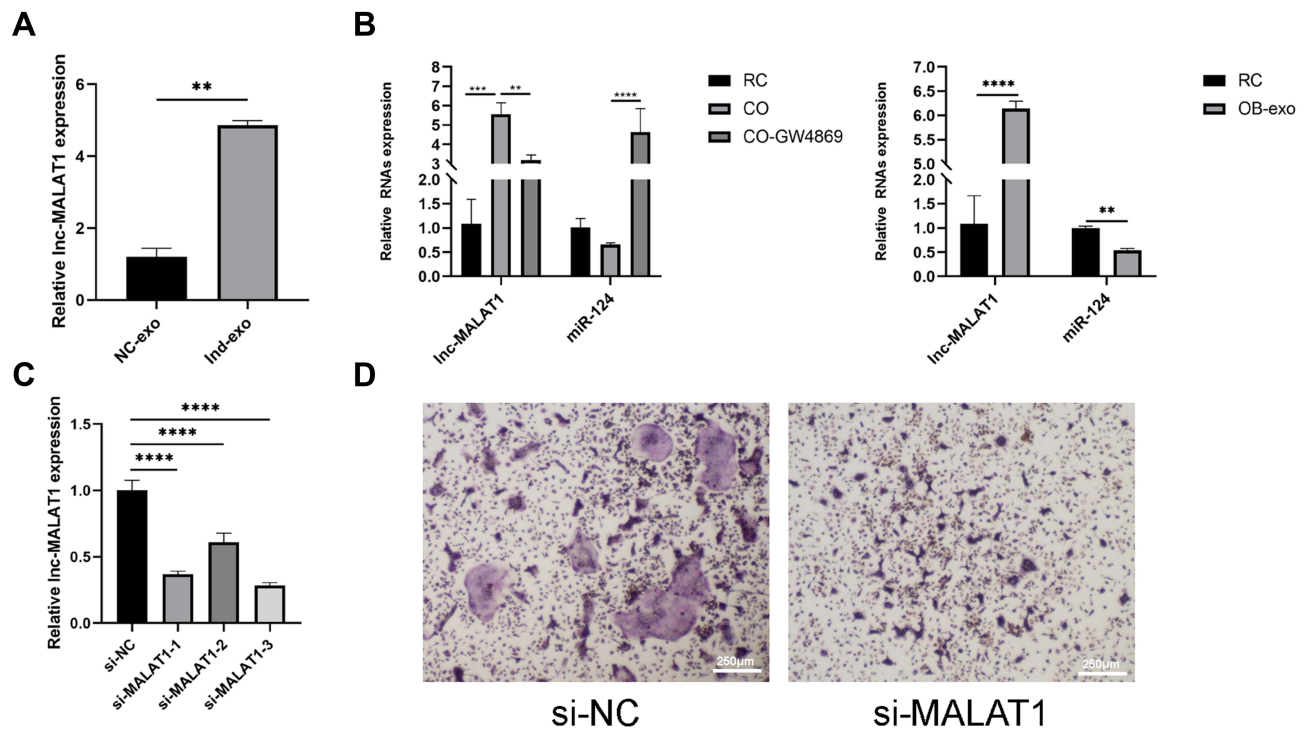 A
Relative lnc-MALAT1 expression
6
4
2
0
**
NC-exo
Ind-exo
B
Relative RNAs expression
8
7
6
5
4
3
2.0
1.5
1.0
0.5
0.0
***
**
****
lnc-MALAT1
miR-124
RC
CO
CO-GW4869
Relative RNAs expression
7.0
6.5
6.0
5.5
5.0
2.0
1.5
1.0
0.5
0.0
****
**
lnc-MALAT1
miR-124
RC
OB-exo
C
Relative lnc-MALAT1 expression
1.5
1.0
0.5
0.0
****
****
****
si-NC
si-MALAT1-1
si-MALAT1-2
si-MALAT1-3
D
250μm
250μm
si-NC
si-MALAT1